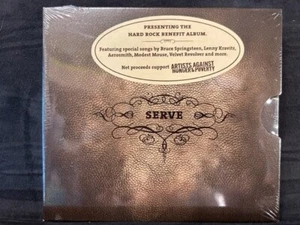 PRESENTING THE
HARD ROCK BENEFIT ALBUM.
Featuring special songs by Bruce Springsteen, Lenny Kravitz,
Aerosmith, Modest Mouse, Velvet Revolver and more.
Net proceeds support ARTISTS AGAINST
HUNGER & POVERTY
SERVE